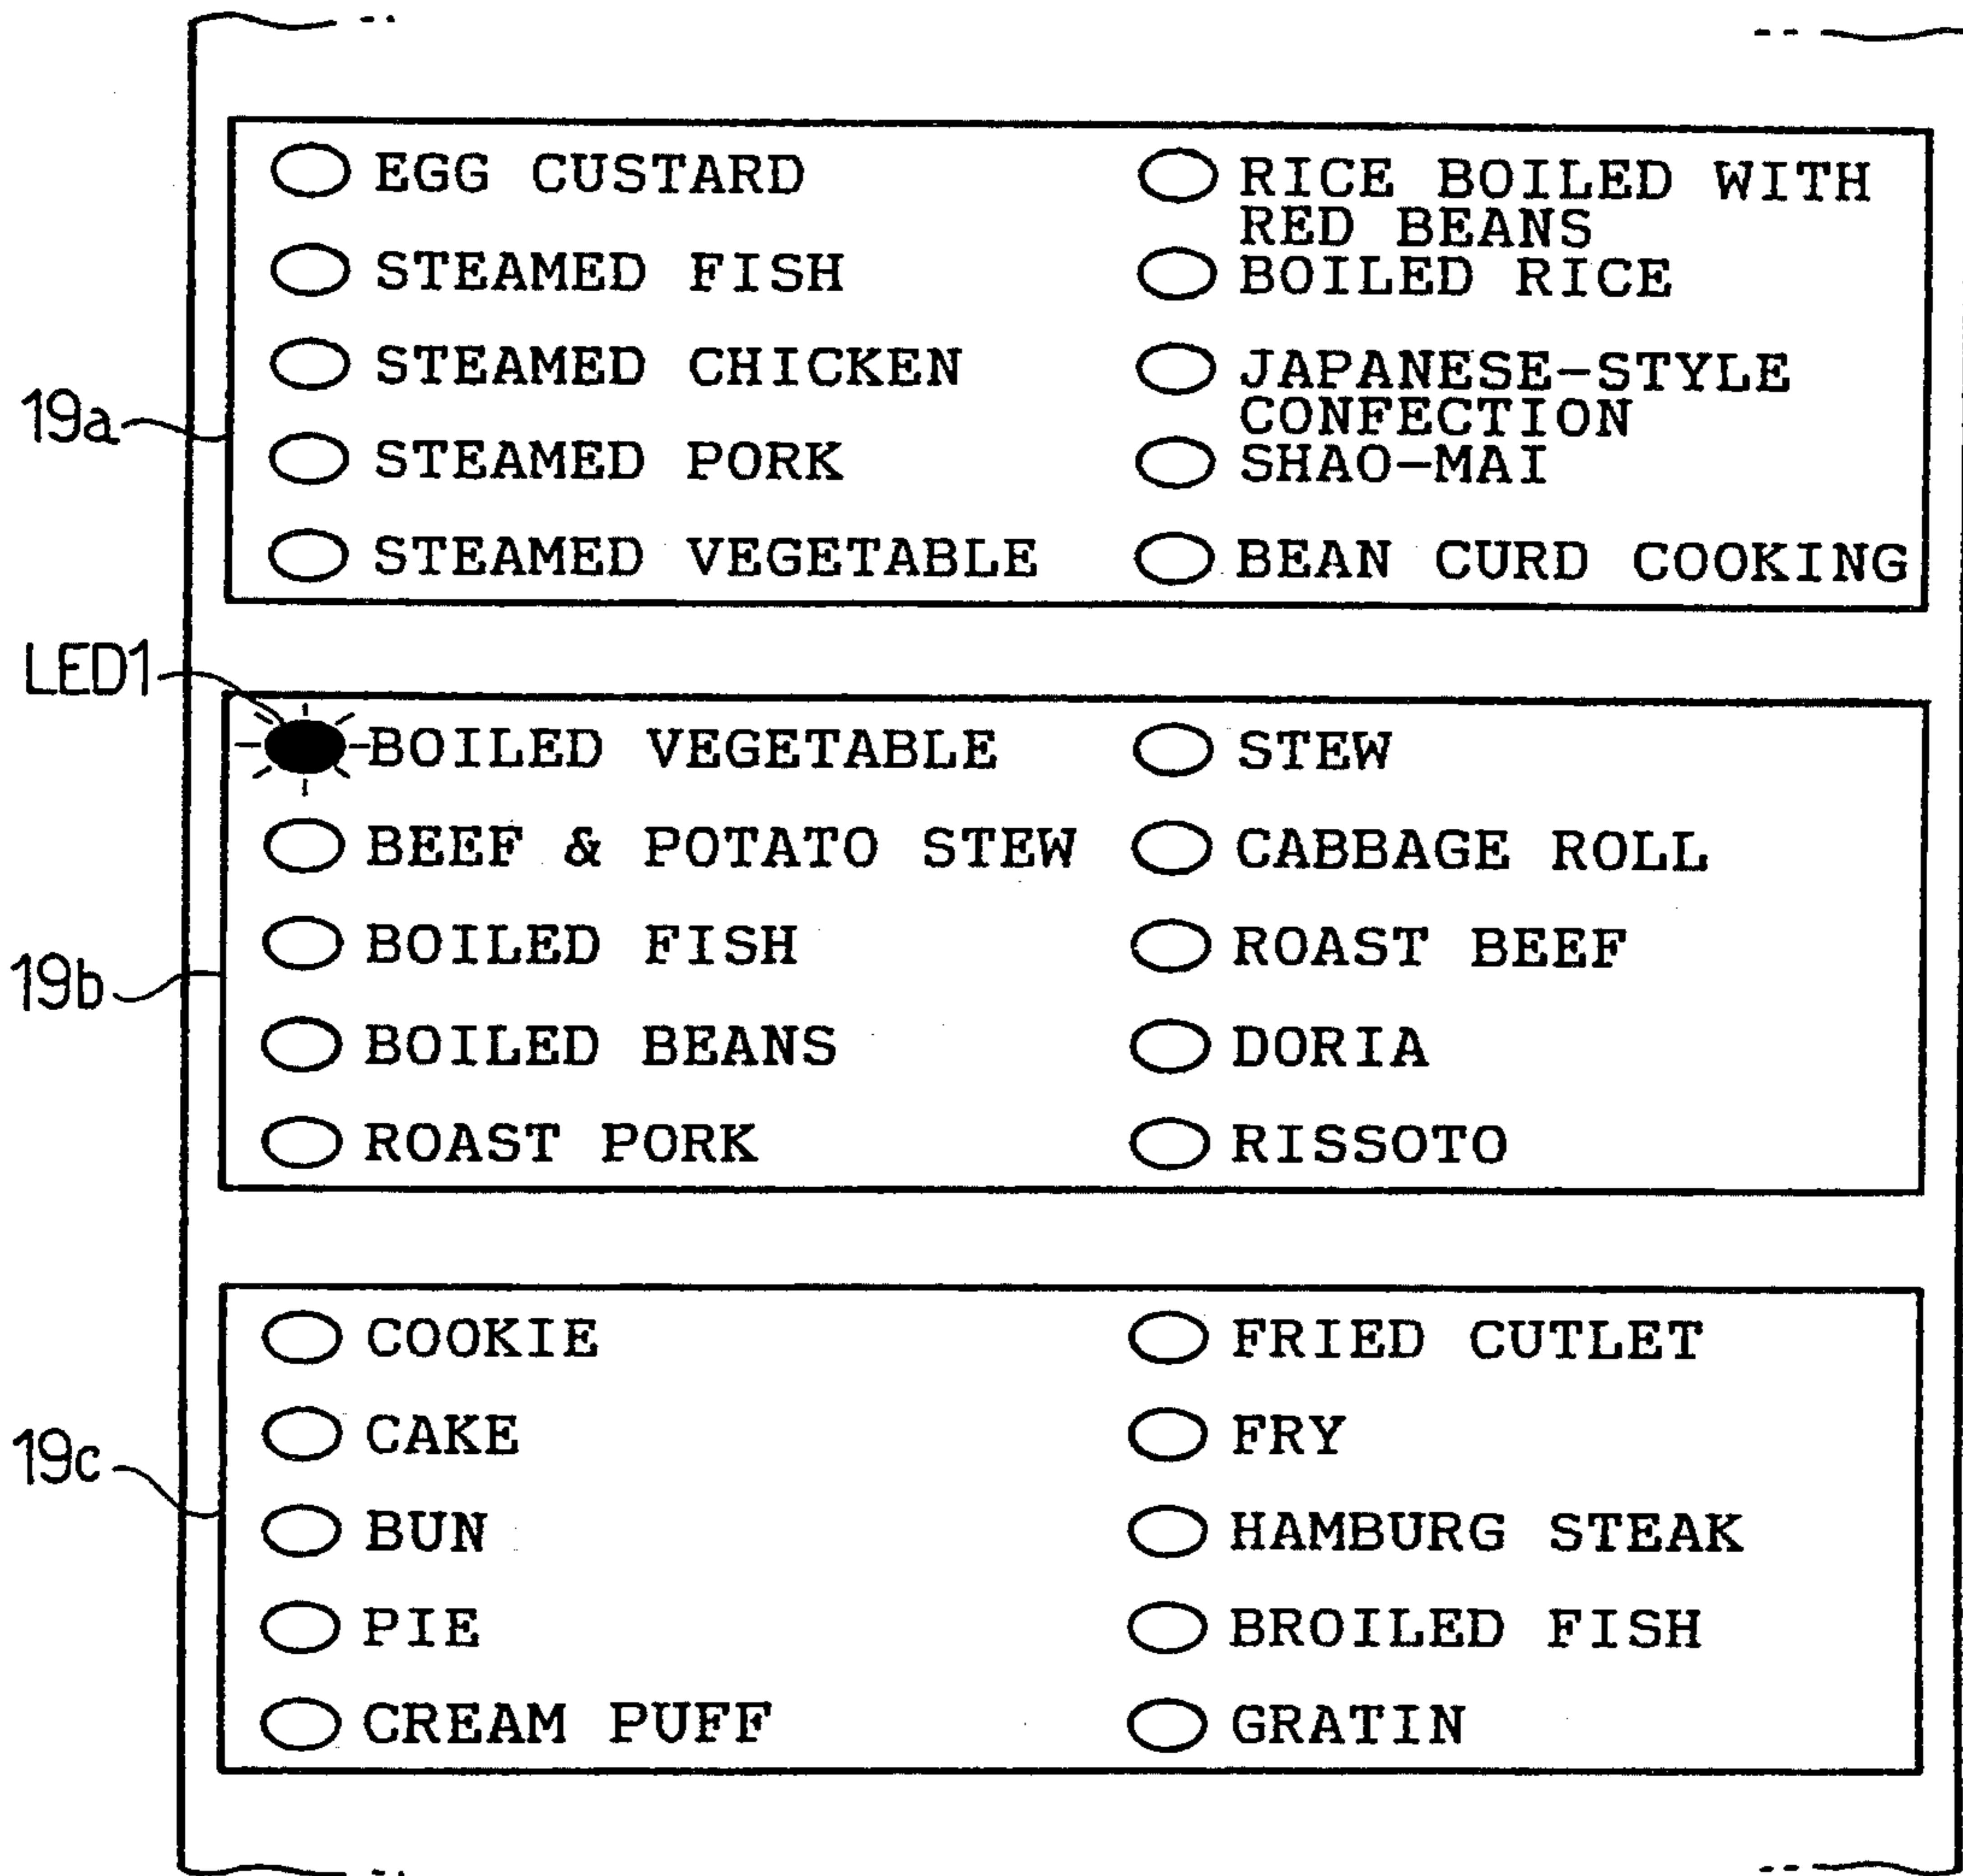 EGG CUSTARD
STEAMED FISH
STEAMED CHICKEN
STEAMED PORK
STEAMED VEGETABLE
RICE BOILED WITH
RED BEANS
BOILED RICE
JAPANESE-STYLE
CONFECTION
SHAO-MAI
BEAN CURD COOKING
19a
LED1
BOILED VEGETABLE
BEEF & POTATO STEW
BOILED FISH
BOILED BEANS
ROAST PORK
STEW
CABBAGE ROLL
ROAST BEEF
DORIA
RISSOTO
19b
COOKIE
CAKE
BUN
PIE
CREAM PUFF
FRIED CUTLET
FRY
HAMBURG STEAK
BROILED FISH
GRATIN
19c